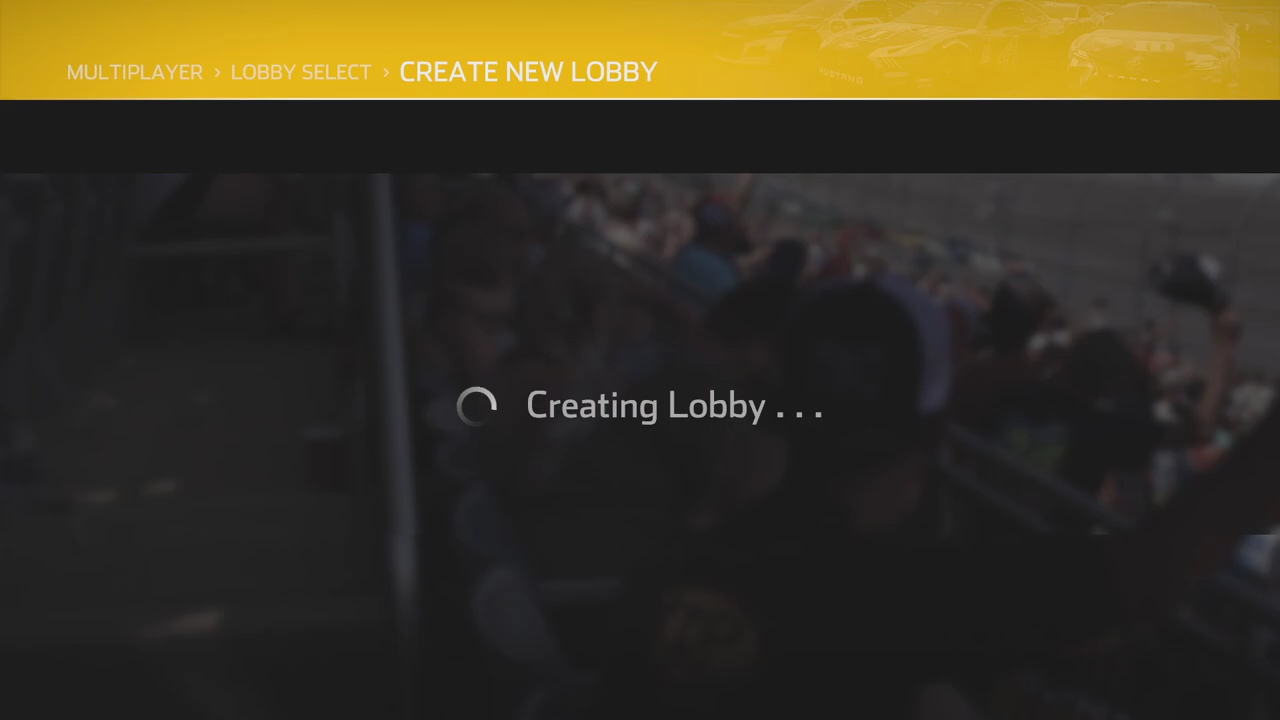 MULTIPLAYER › LOBBY SELECT › CREATE NEW LOBBY
Creating Lobby . . .